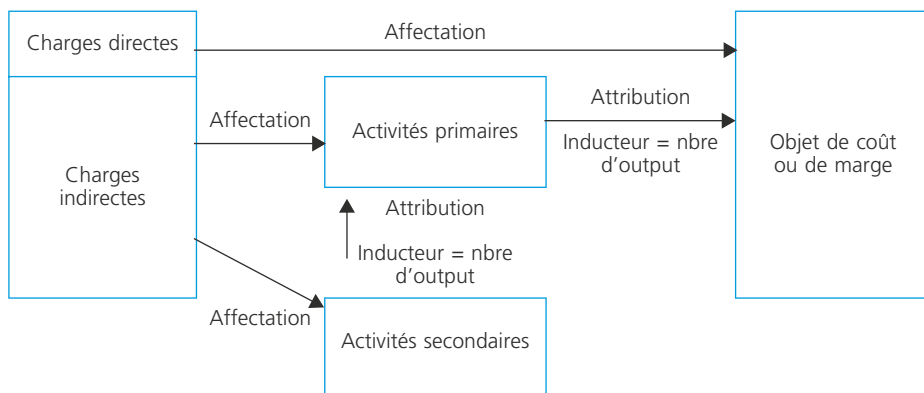 Charges directes
Affectation
Affectation
Activités primaires
Attribution
Inducteur = nbre
d'output
Objet de coût
ou de marge
Charges
indirectes
Attribution
Inducteur = nbre
d'output
Affectation
Activités secondaires